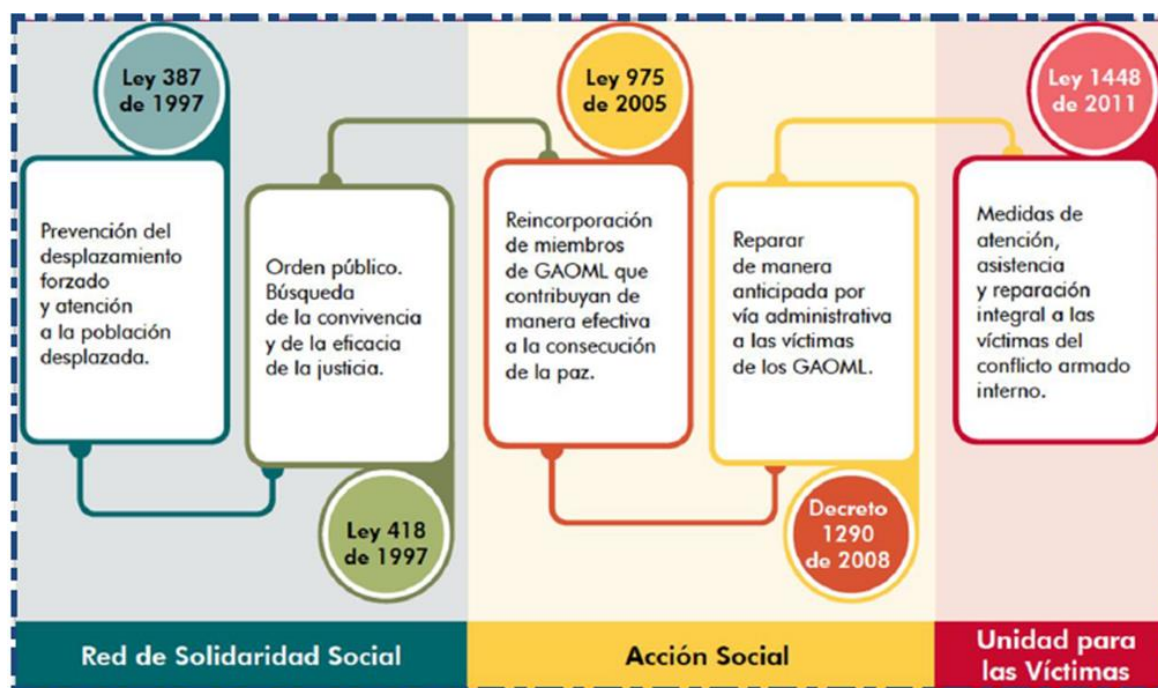 Ley 387
de 1997
Prevención del
desplazamiento
forzado
y atención
a la población
desplazada.
Orden público.
Búsqueda
de la convivencia
y de la eficacia
de la justicia.
Ley 418
de 1997
Ley 975
de 2005
Reincorporación
de miembros
de GAOML que
contribuyan de
manera efectiva
a la consecución
de la paz.
Reparar
de manera
anticipada por
vía administrativa
a las víctimas
de los GAOML.
Decreto
1290
de 2008
Ley 1448
de 2011
Medidas de
atención,
asistencia
y reparación
integral a las
víctimas del
conflicto armado
interno.
Red de Solidaridad Social
Acción Social
Unidad para
las Víctimas